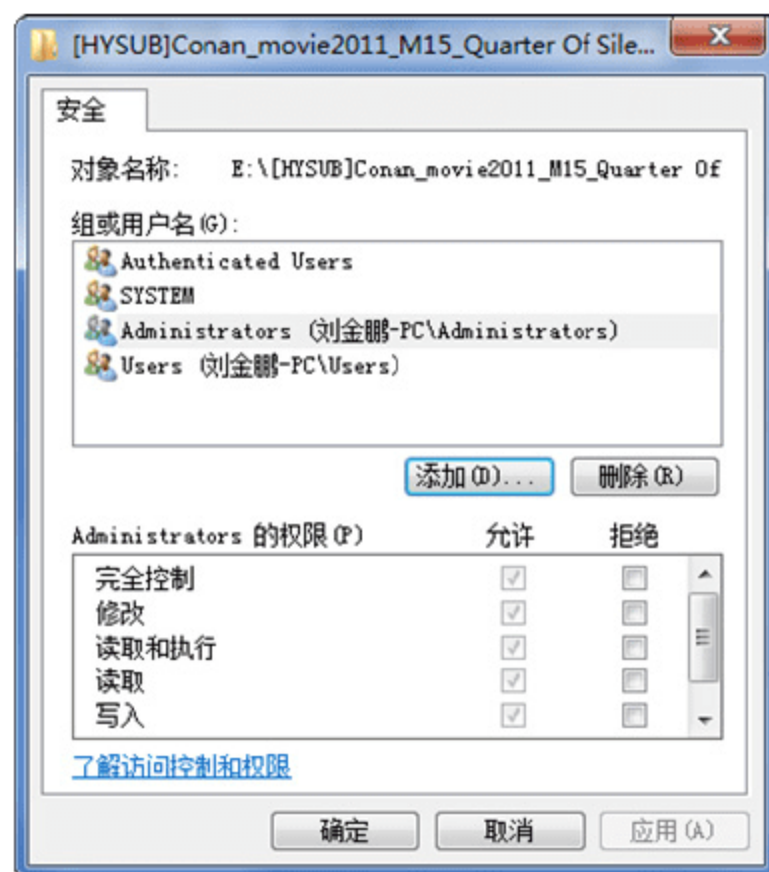 [HYSUB]Conan_movie2011_M15_Quarter Of Sile...
安全
对象名称: E:\[HYSUB]Conan_movie2011_M15_Quarter Of
组或用户名(G):
Authenticated Users
SYSTEM
Administrators (刘金鹏-PC\Administrators)
Users (刘金鹏-PC\Users)
添加(D)... 删除(R)
Administrators 的权限(P) 允许 拒绝
完全控制
修改
读取和执行
读取
写入
了解访问控制和权限
确定 取消 应用(A)